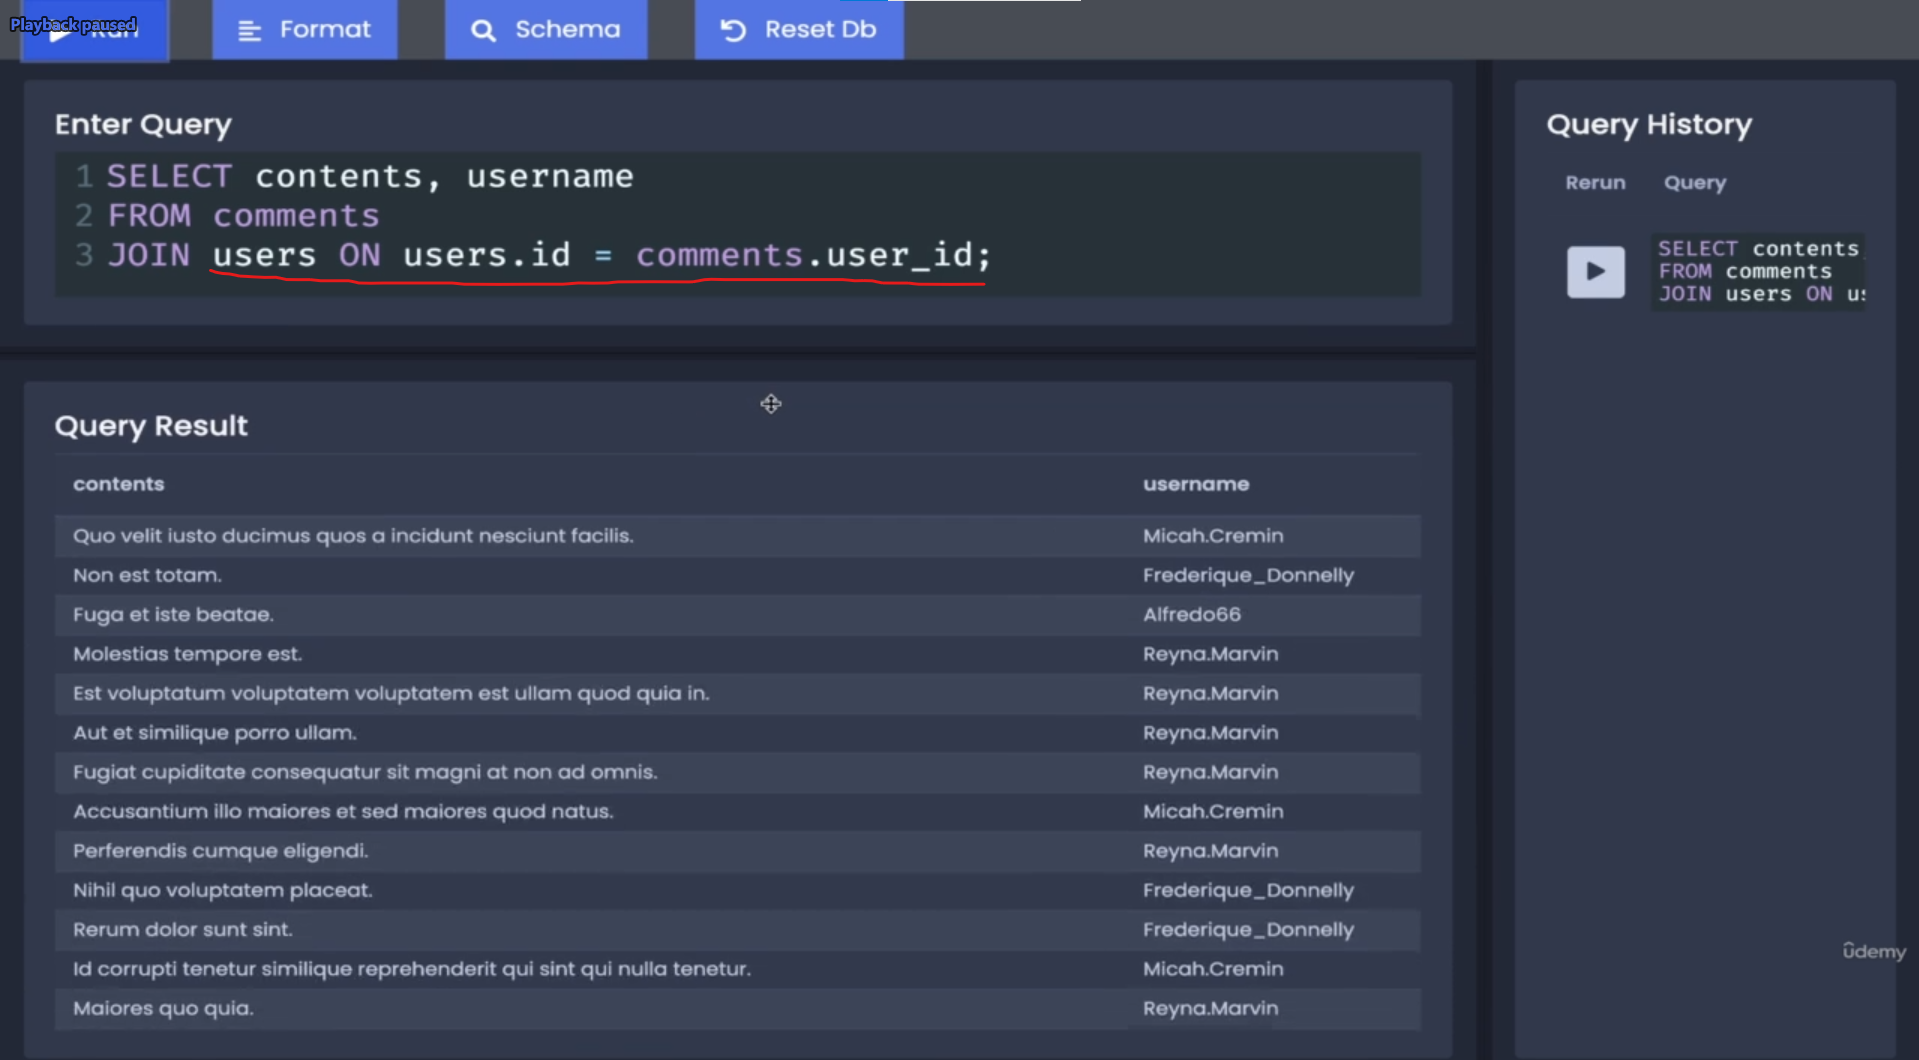 Playback paused
Run
Format
Schema
Reset Db
Enter Query
1 SELECT contents, username
2 FROM comments
3 JOIN users ON users.id = comments.user_id;
Query Result
contents username
Quo velit iusto ducimus quos a incidunt nesciunt facilis. Micah.Cremin
Non est totam. Frederique_Donnelly
Fuga et iste beatae. Alfredo66
Molestias tempore est. Reyna.Marvin
Est voluptatum voluptatem voluptatem est ullam quod quia in. Reyna.Marvin
Aut et similique porro ullam. Reyna.Marvin
Fugiat cupiditate consequatur sit magni at non ad omnis. Reyna.Marvin
Accusantium illo maiores et sed maiores quod natus. Micah.Cremin
Perferendis cumque eligendi. Reyna.Marvin
Nihil quo voluptatem placeat. Frederique_Donnelly
Rerum dolor sunt sint. Frederique_Donnelly
Id corrupti tenetur similique reprehenderit qui sint qui nulla tenetur. Micah.Cremin
Maiores quo quia. Reyna.Marvin
Query History
Rerun Query
SELECT contents
FROM comments
JOIN users ON us
ûdemy